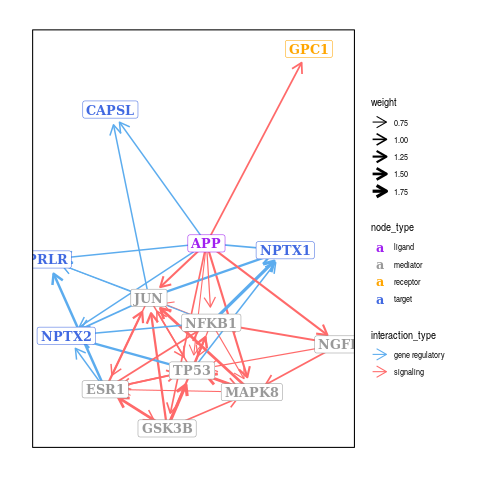 GPC1
CAPSL
APP
NPTX1
PRLR
JUN
NFKB1
NPTX2
TP53
ESR1
MAPK8
GSK3B
weight
0.75
1.00
1.25
1.50
1.75
node_type
a ligand
a mediator
a receptor
a target
interaction_type
gene regulatory
signaling